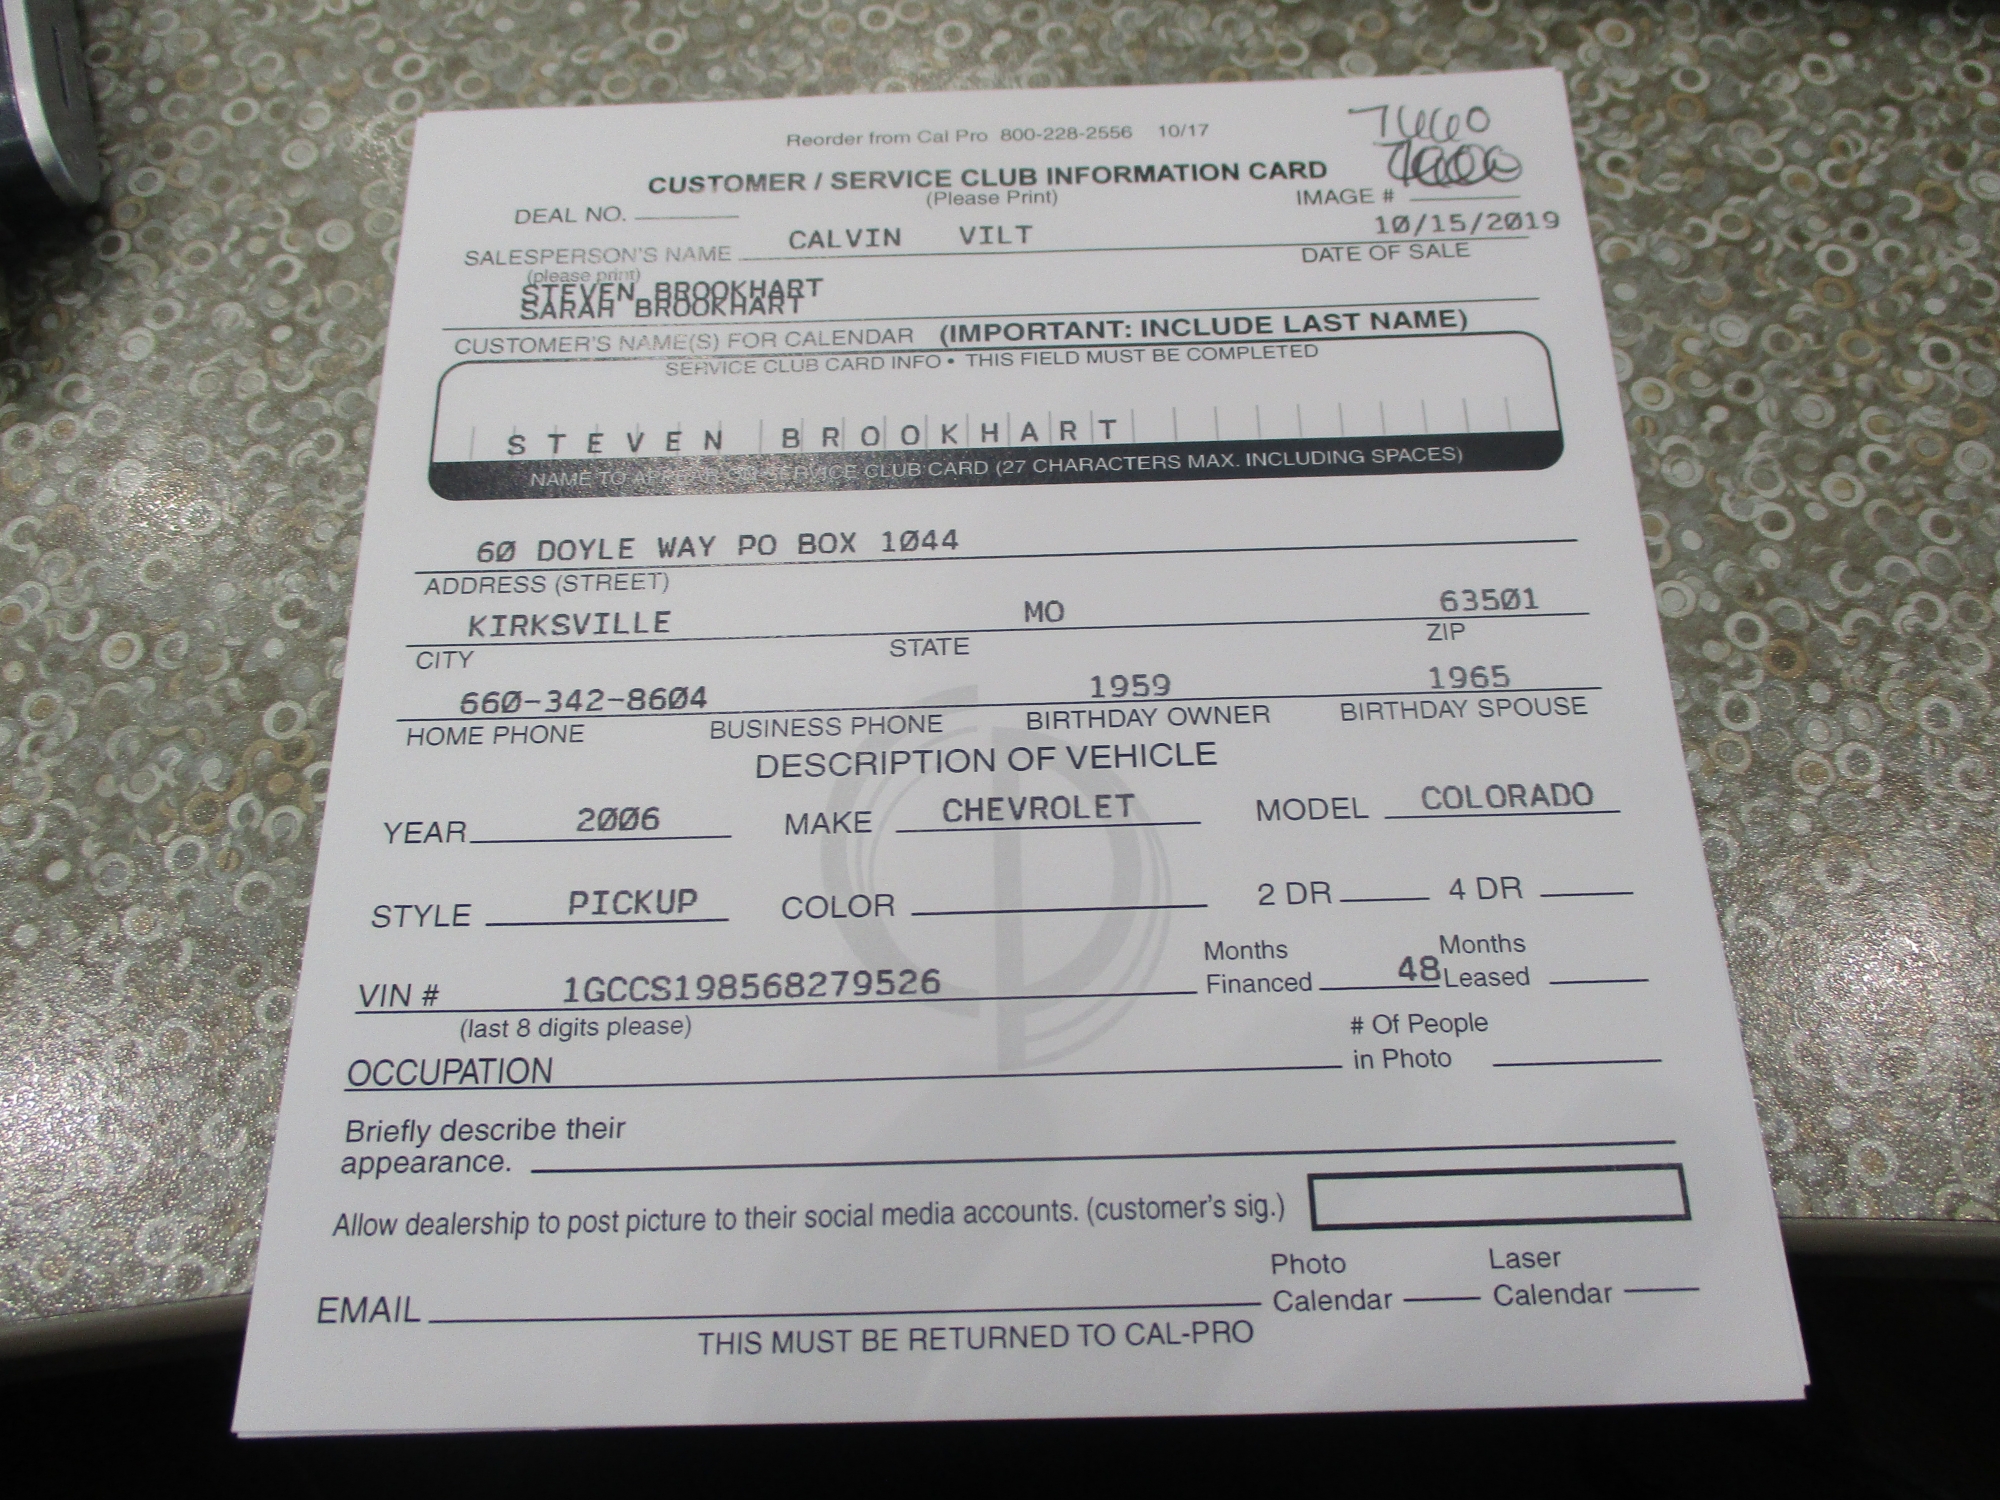 Reorder from Cal Pro 800-228-2556 10/17
CUSTOMER / SERVICE CLUB INFORMATION CARD
(Please Print)
DEAL NO.
IMAGE #
SALESPERSON'S NAME CALVIN VILT
(please print)
10/15/2019
DATE OF SALE
STEVEN BROOKHART
SARAH BROOKHART
CUSTOMER'S NAME(S) FOR CALENDAR (IMPORTANT: INCLUDE LAST NAME)
SERVICE CLUB CARD INFO • THIS FIELD MUST BE COMPLETED
STEVEN BROOKHART
NAME TO APPEAR ON SERVICE CLUB CARD (27 CHARACTERS MAX. INCLUDING SPACES)
60 DOYLE WAY PO BOX 1044
ADDRESS (STREET)
KIRKSVILLE MO 63501
CITY STATE ZIP
660-342-8604 1959 1965
HOME PHONE BUSINESS PHONE BIRTHDAY OWNER BIRTHDAY SPOUSE
DESCRIPTION OF VEHICLE
YEAR 2006 MAKE CHEVROLET MODEL COLORADO
STYLE PICKUP COLOR 2 DR 4 DR
VIN # 1GCCS198568279526
(last 8 digits please)
Months
Financed 48
Months
Leased
OCCUPATION
# Of People
in Photo
Briefly describe their
appearance.
Allow dealership to post picture to their social media accounts. (customer's sig.)
EMAIL
Photo
Calendar
Laser
Calendar
THIS MUST BE RETURNED TO CAL-PRO